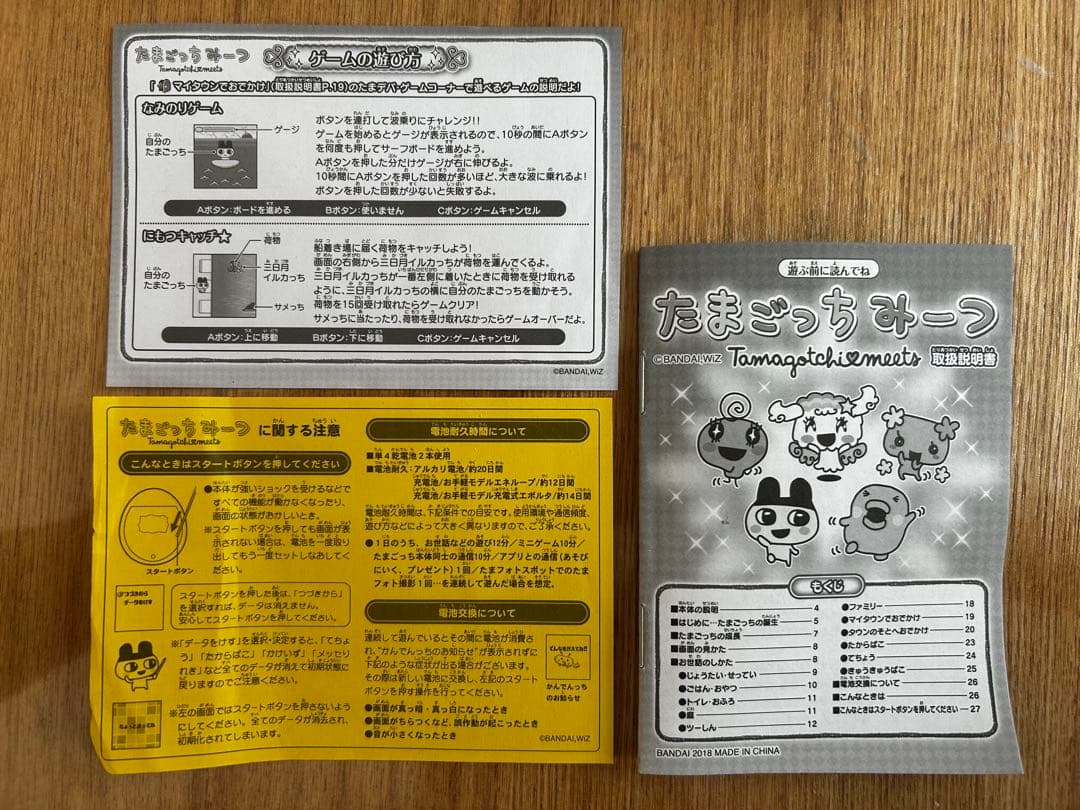 たまごっちみーつ
Tamagotchi meets
ゲームの遊び方
「マイタウンでおでかけ」(取扱説明書P.19)のたまデパ・ゲームコーナーで遊べるゲームの説明だよ!
なみのりゲーム
ゲージ
自分の
たまごっち
ボタンを連打して波乗りにチャレンジ!!
ゲームを始めるとゲージが表示されるので、10秒の間にAボタン
を何度も押してサーフボードを進めよう。
Aボタンを押した分だけゲージが右に伸びるよ。
10秒間にAボタンを押した回数が多いほど、大きな波に乗れるよ!
ボタンを押した回数が少ないと失敗するよ。
Aボタン:ボードを進める Bボタン:使いません Cボタン:ゲームキャンセル
にもつキャッチ★
荷物
自分の
たまごっち
三日月
イルカっち
サメっち
船着き場に届く荷物をキャッチしよう!
画面の右側から三日月イルカっちが荷物を運んでくるよ。
三日月イルカっちが一番左側に着いたときに荷物を受け取れる
ように、三日月イルカっちの横に自分のたまごっちを動かそう。
荷物を15回受け取れたらゲームクリア!
サメっちに当たったり、荷物を受け取れなかったらゲームオーバーだよ。
Aボタン:上に移動 Bボタン:下に移動 Cボタン:ゲームキャンセル
©BANDAI,WiZ
たまごっちみーつ
Tamagotchi meets
に関する注意
こんなときはスタートボタンを押してください
●本体が強いショックを受けるなどで
すべての機能が動かなくなったり、
画面の状態がおかしいとき。
※スタートボタンを押しても画面が表
示されない場合は、電池を一度取り
出してもう一度セットしなおしてく
ださい。
スタートボタン
つづきから
データをけす
スタートボタンを押した後は、「つづきから」
を選択すれば、データは消えません。
安心してスタートボタンを押してください。
※「データをけす」を選択・決定すると、「てちょ
う」「たからばこ」「かけいず」「メッセりれき」
など全てのデータが消えて初期状態に
戻りますのでご注意ください。
ちょっとまってね
※左の画面ではスタートボタンを押さないよう
にしてください。全てのデータが消去され、
初期化されてしまいます。
電池耐久時間について
■単4乾電池2本使用
■電池耐久:アルカリ電池/約20日間
充電池/お手軽モデルエネループ/約12日間
充電池/お手軽モデル充電式エボルタ/約14日間
電池耐久時間は、下記条件での目安です。使用環境や通信頻度、
遊び方などによって大きく異なりますので、ご了承ください。
●1日のうち、お世話などの遊び12分/ミニゲーム10分/
たまごっち本体同士の通信10分/アプリとの通信(あそび
にいく、プレゼント)1回/たまフォトスポットでのたま
フォト撮影1回…を連続して遊んだ場合を想定。
電池交換について
連続して遊んでいるとその間に電池が消費さ
れ、“かんでんっちのお知らせ”が表示されずに
下記のような症状が出る場合がございます。
その際は新しい電池に交換し、左記のスター
トボタンを押す操作を行ってください。
●画面が真っ暗・真っ白になったとき
●画面がちらつくなど、誤作動が起こったとき
●音が小さくなったとき
かんでんっち
のお知らせ
©BANDAI,WiZ
遊ぶ前に読んでね
たまごっちみーつ
©BANDAI,WiZ
Tamagotchi meets
取扱説明書
もくじ
■本体の説明 4
■はじめに…たまごっちの誕生 5
■たまごっちの成長 7
■画面の見かた 8
■お世話のしかた 8
●じょうたい・せってい 9
●ごはん・おやつ 10
●トイレ・おふろ 11
●庭 11
●ツーしん 12
●ファミリー 18
●マイタウンでおでかけ 19
●タウンのそとへおでかけ 20
●たからばこ 23
●てちょう 24
●きゅうきゅうばこ 25
■電池交換について 26
■こんなときは 26
■こんなときはスタートボタンを押してください 27
BANDAI 2018 MADE IN CHINA